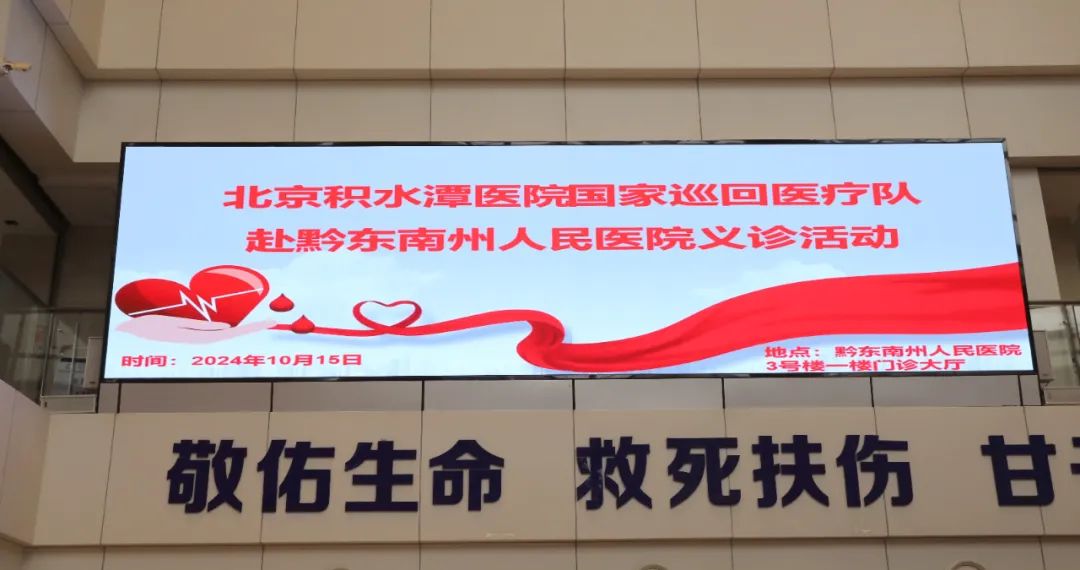 北京积水潭医院国家巡回医疗队
赴黔东南州人民医院义诊活动
时间：2024年10月15日
地点：黔东南州人民医院
3号楼一楼门诊大厅
敬佑生命 救死扶伤 甘